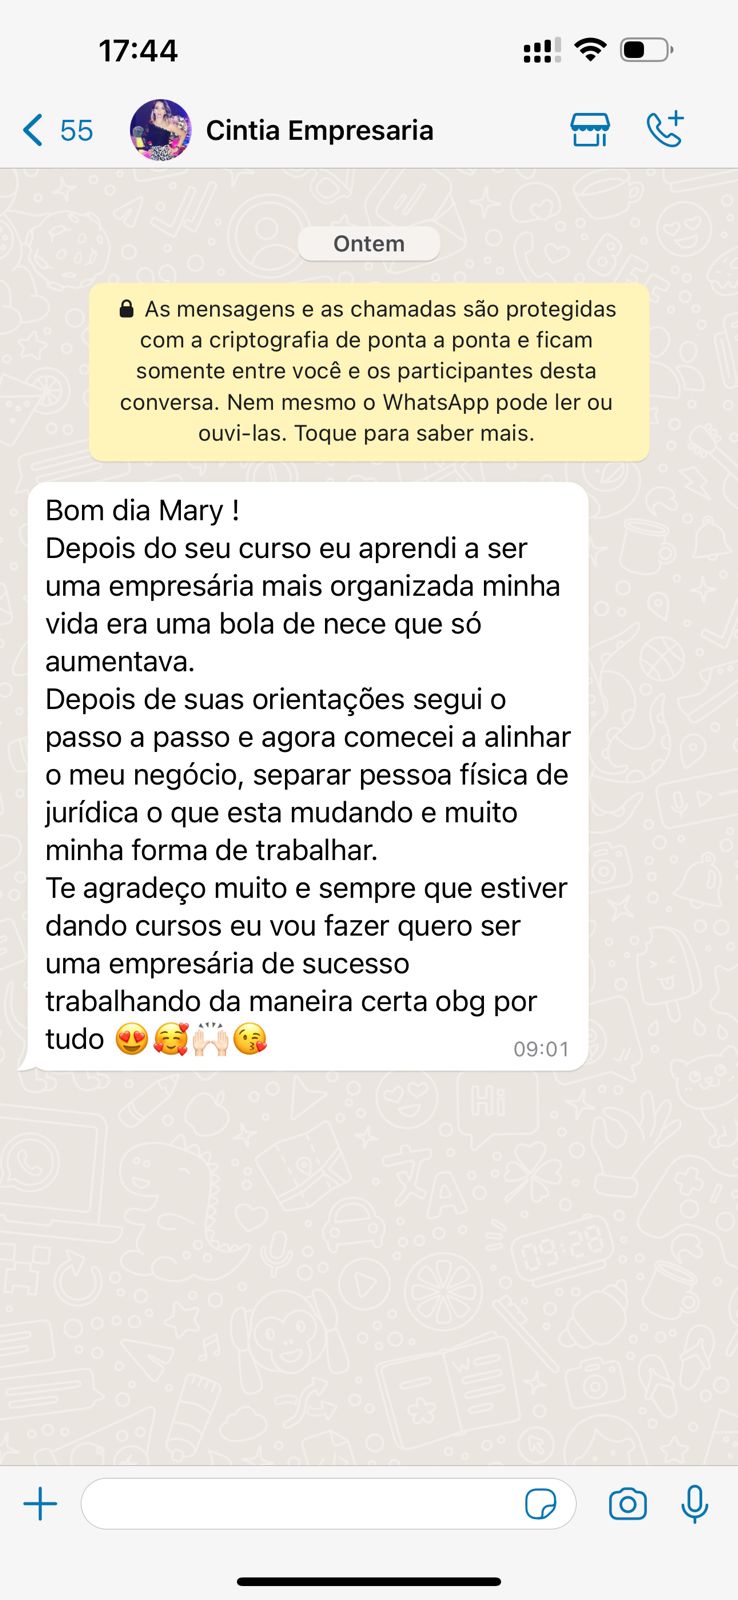 17:44
55
Cintia Empresaria
Ontem
As mensagens e as chamadas são protegidas
com a criptografia de ponta a ponta e ficam
somente entre você e os participantes desta
conversa. Nem mesmo o WhatsApp pode ler ou
ouvi-las. Toque para saber mais.
Bom dia Mary !
Depois do seu curso eu aprendi a ser
uma empresária mais organizada minha
vida era uma bola de nece que só
aumentava.
Depois de suas orientações segui o
passo a passo e agora comecei a alinhar
o meu negócio, separar pessoa física de
jurídica o que esta mudando e muito
minha forma de trabalhar.
Te agradeço muito e sempre que estiver
dando cursos eu vou fazer quero ser
uma empresária de sucesso
trabalhando da maneira certa obg por
tudo 😍🥰🙌🏻😘
09:01
Hi
09:28